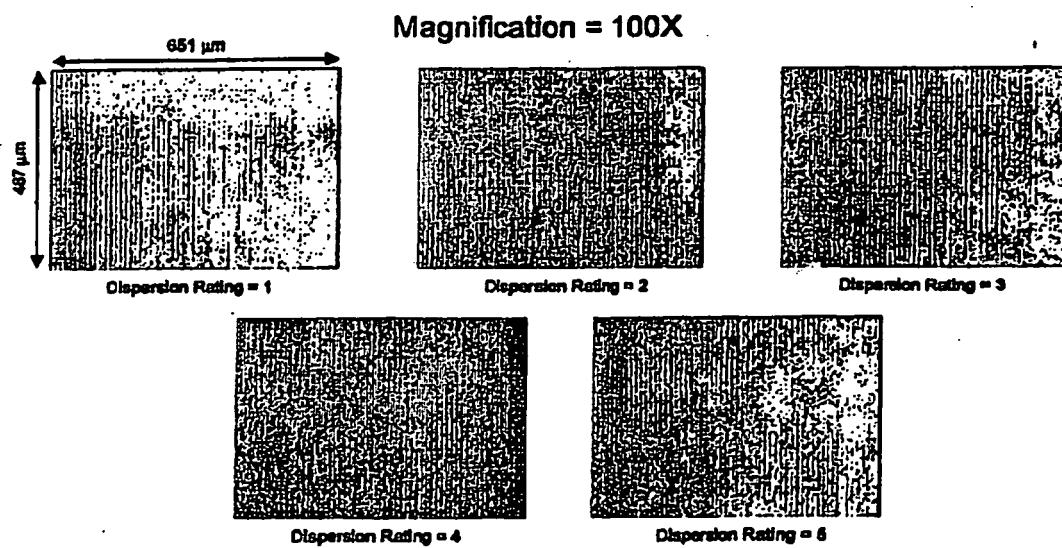 Magnification = 100X
651 µm
487 µm
Dispersion Rating = 1
Dispersion Rating = 2
Dispersion Rating = 3
Dispersion Rating = 4
Dispersion Rating = 5